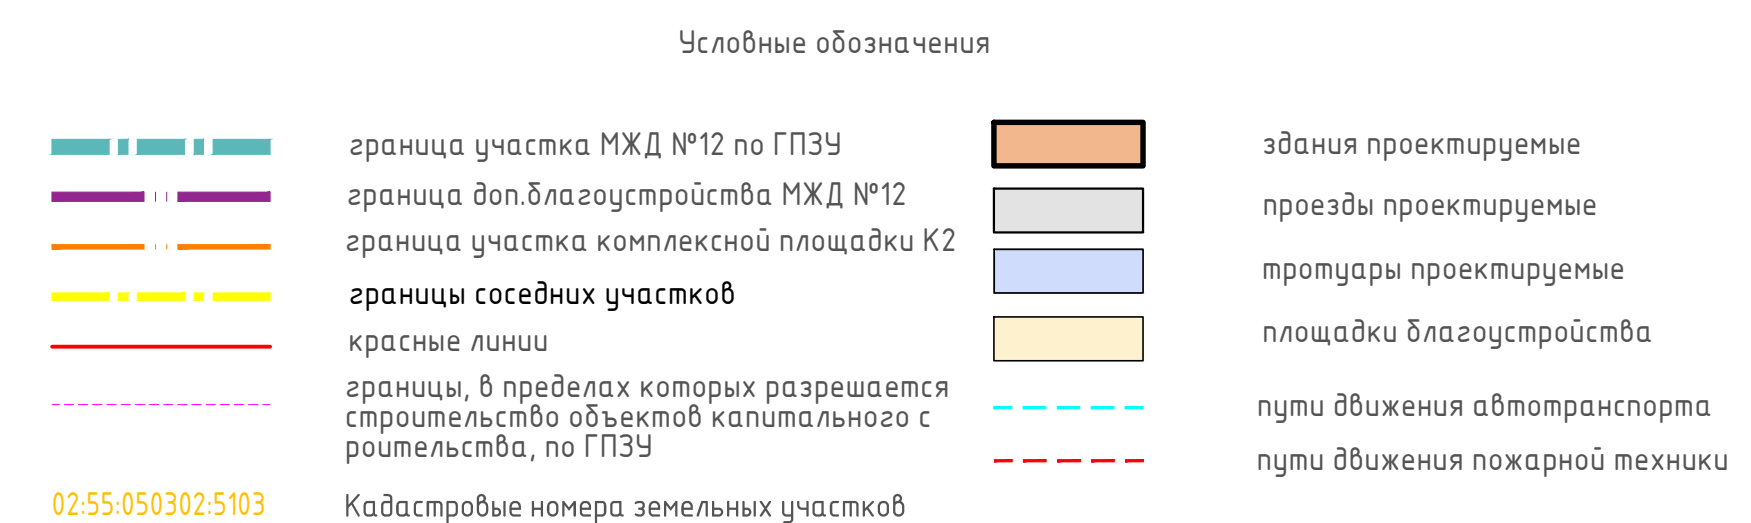 Условные обозначения
граница участка МЖД №12 по ГПЗУ
граница доп.благоустройства МЖД №12
граница участка комплексной площадки К2
границы соседних участков
красные линии
границы, в пределах которых разрешается
строительство объектов капитального с
роительства, по ГПЗУ
02:55:050302:5103 Кадастровые номера земельных участков
здания проектируемые
проезды проектируемые
тротуары проектируемые
площадки благоустройства
пути движения автотранспорта
пути движения пожарной техники